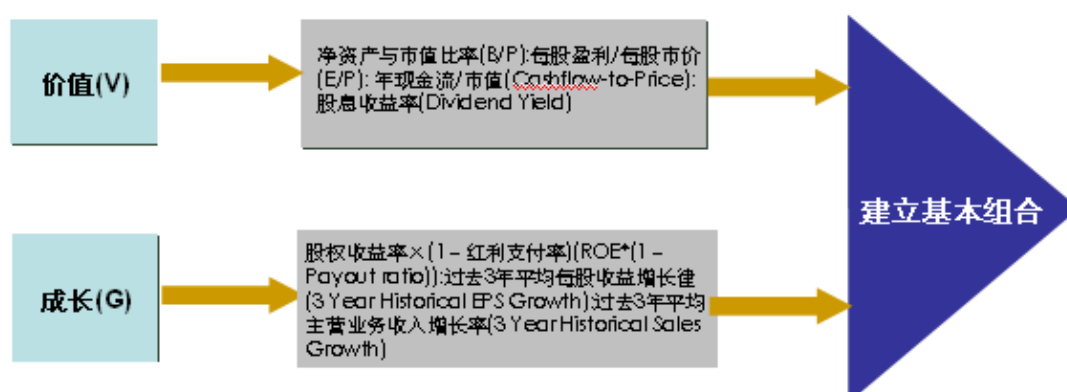 价值(V)
净资产与市值比率(B/P):每股盈利/每股市价
(E/P): 年现金流/市值(Cashflow-to-Price):
股息收益率(Dividend Yield)
建立基本组合
成长(G)
股权收益率×(1 – 红利支付率)(ROE*(1 –
Payout ratio)):过去3年平均每股收益增长律
(3 Year Historical EPS Growth):过去3年平均
主营业务收入增长率(3 Year Historical Sales
Growth)